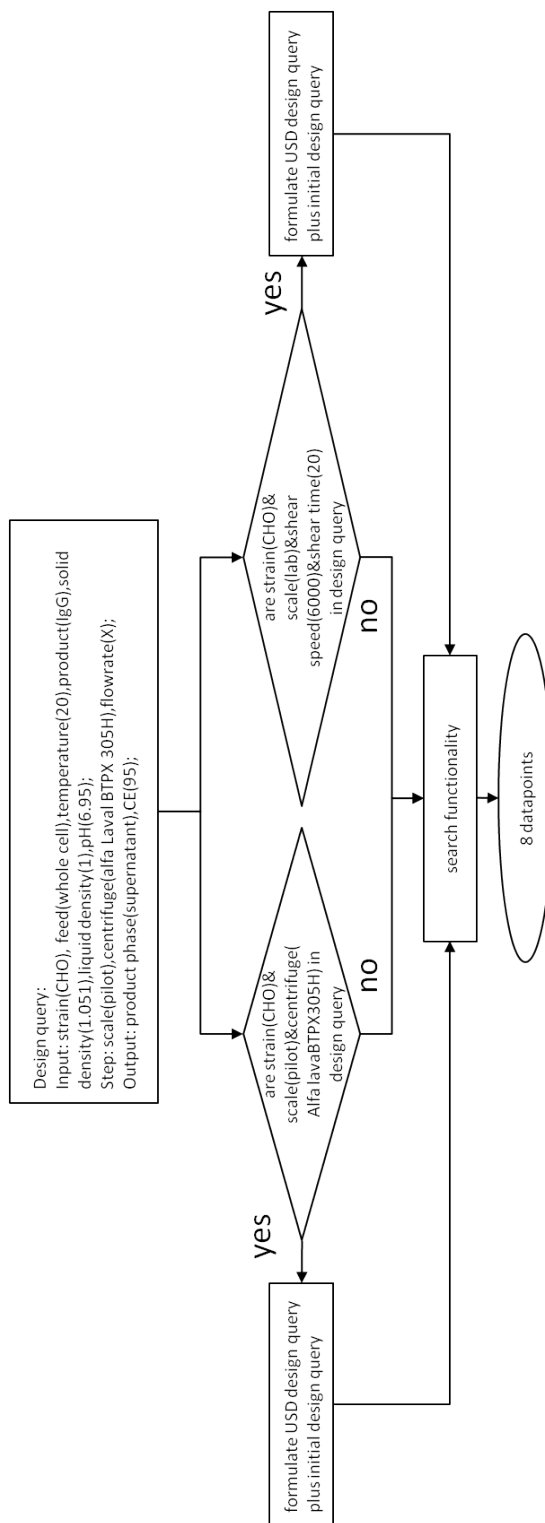 Design query:
Input: strain(CHO), feed(whole cell),temperature(20),product(IgG),solid
density(1.051),liquid density(1),pH(6.95);
Step: scale(pilot),centrifuge(alfa Laval BTPX 305H),flowrate(X);
Output: product phase(supernatant),CE(95);
are strain(CHO)&
scale(pilot)&centrifuge(
Alfa lavaBTPX305H) in
design query
are strain(CHO)&
scale(lab)&shear
speed(6000)&shear time(20)
in design query
yes
no
no
yes
formulate USD design query
plus initial design query
formulate USD design query
plus initial design query
search functionality
8 datapoints